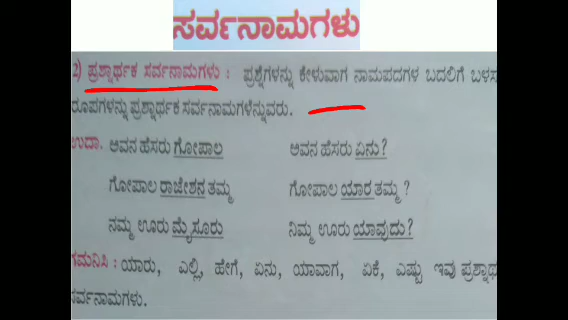 ಸರ್ವನಾಮಗಳು
2) ಪ್ರಶ್ನಾರ್ಥಕ ಸರ್ವನಾಮಗಳು : ಪ್ರಶ್ನೆಗಳನ್ನು ಕೇಳುವಾಗ ನಾಮಪದಗಳ ಬದಲಿಗೆ ಬಳಸ
ರೂಪಗಳನ್ನು ಪ್ರಶ್ನಾರ್ಥಕ ಸರ್ವನಾಮಗಳೆನ್ನುವರು.
ಉದಾ. ಅವನ ಹೆಸರು ಗೋಪಾಲ ಅವನ ಹೆಸರು ಏನು?
ಗೋಪಾಲ ರಾಜೇಶನ ತಮ್ಮ ಗೋಪಾಲ ಯಾರ ತಮ್ಮ ?
ನಮ್ಮ ಊರು ಮೈಸೂರು ನಿಮ್ಮ ಊರು ಯಾವುದು?
ಗಮನಿಸಿ : ಯಾರು, ಎಲ್ಲಿ, ಹೇಗೆ, ಏನು, ಯಾವಾಗ, ಏಕೆ, ಎಷ್ಟು ಇವು ಪ್ರಶ್ನಾರ್ಥ
ಸರ್ವನಾಮಗಳು.